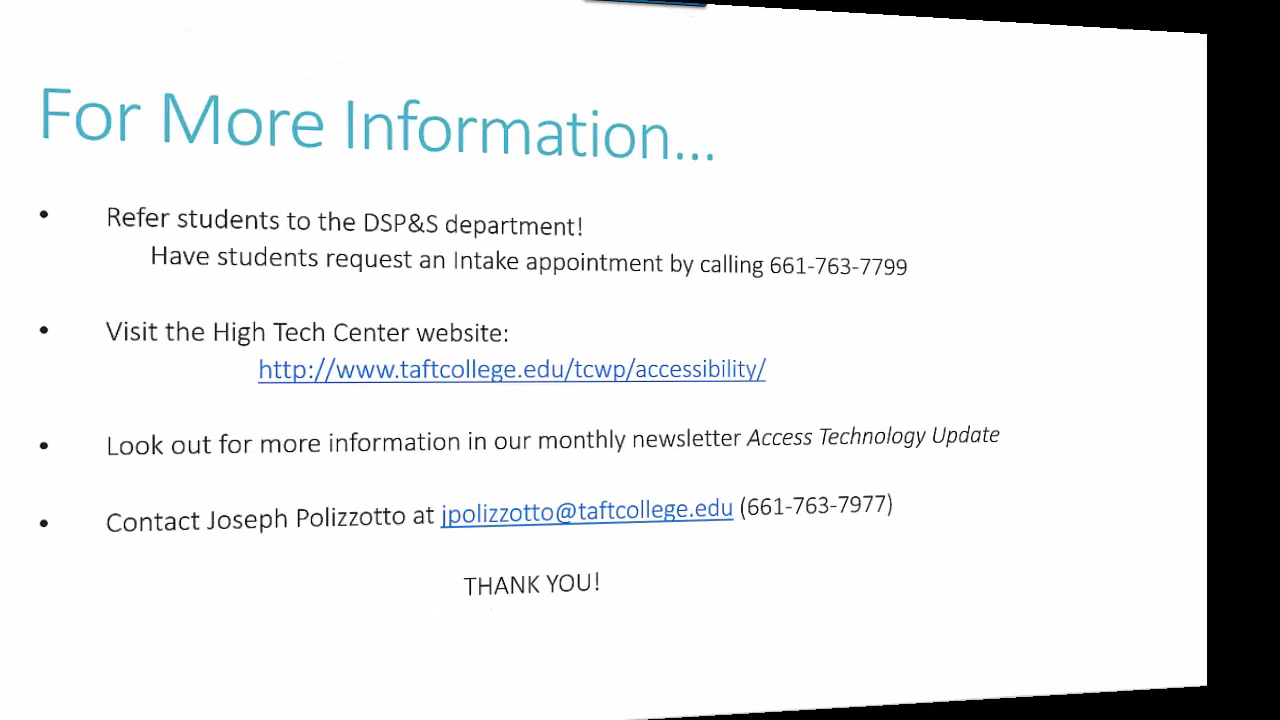 For More Information...
• Refer students to the DSP&S department!
Have students request an Intake appointment by calling 661-763-7799
• Visit the High Tech Center website:
http://www.taftcollege.edu/tcwp/accessibility/
• Look out for more information in our monthly newsletter Access Technology Update
• Contact Joseph Polizzotto at jpolizzotto@taftcollege.edu (661-763-7977)
THANK YOU!